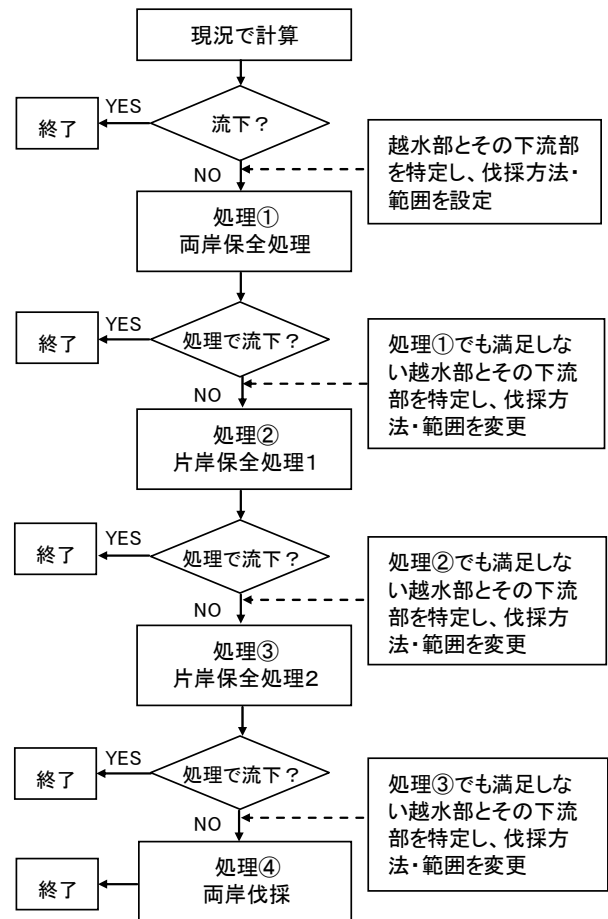 現況で計算
流下？
YES
終了
NO
越水部とその下流部
を特定し、伐採方法・
範囲を設定
処理①
両岸保全処理
処理で流下？
YES
終了
NO
処理①でも満足しな
い越水部とその下流
部を特定し、伐採方
法・範囲を変更
処理②
片岸保全処理１
処理で流下？
YES
終了
NO
処理②でも満足しな
い越水部とその下流
部を特定し、伐採方
法・範囲を変更
処理③
片岸保全処理２
処理で流下？
YES
終了
NO
処理③でも満足しな
い越水部とその下流
部を特定し、伐採方
法・範囲を変更
処理④
両岸伐採
終了